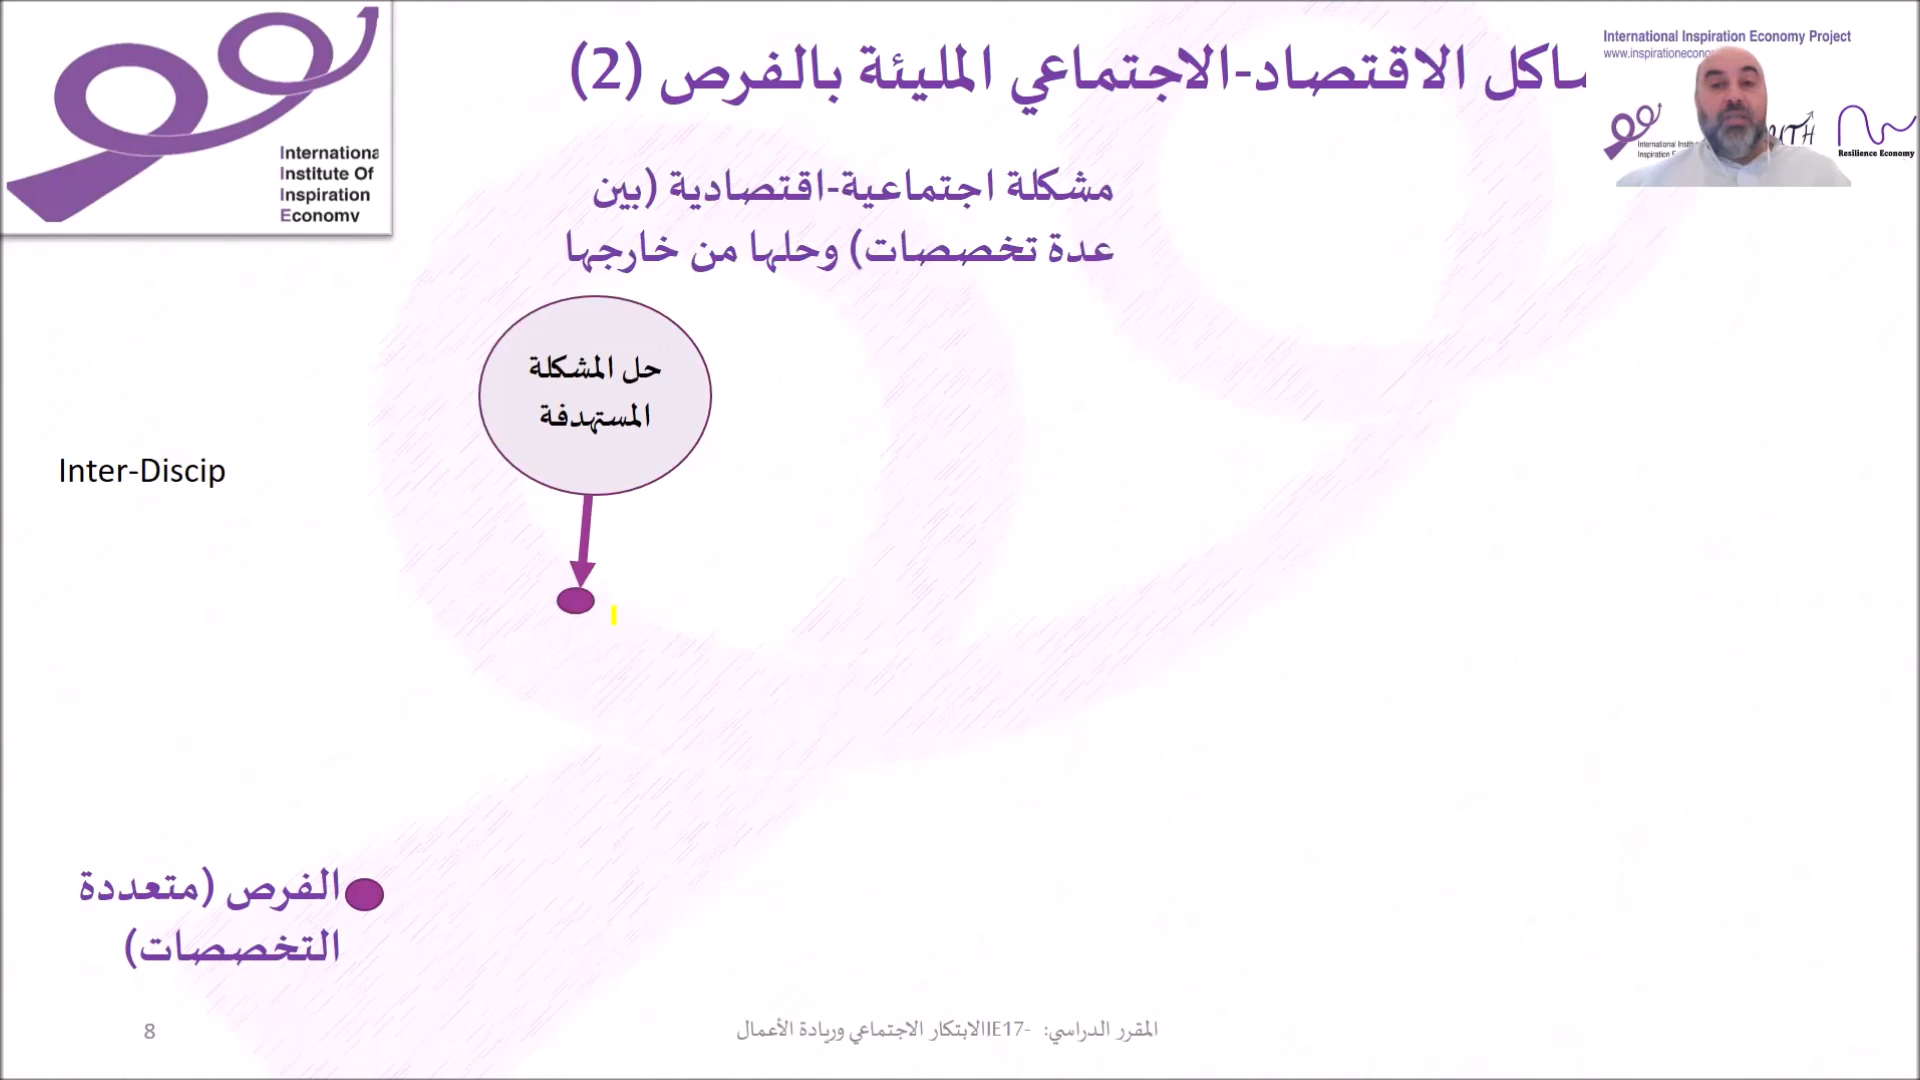 Internationa
Institute Of
Inspiration
Economy
ساكل الاقتصاد-الاجتماعي المليئة بالفرص (2)
International Inspiration Economy Project
Resilience Economy
مشكلة اجتماعية-اقتصادية (بين
عدة تخصصات) وحلها من خارجها
حل المشكلة
المستهدفة
Inter-Discip
الفرص (متعددة
التخصصات)
المقرر الدراسي: -IE17الابتكار الاجتماعي وريادة الأعمال
8